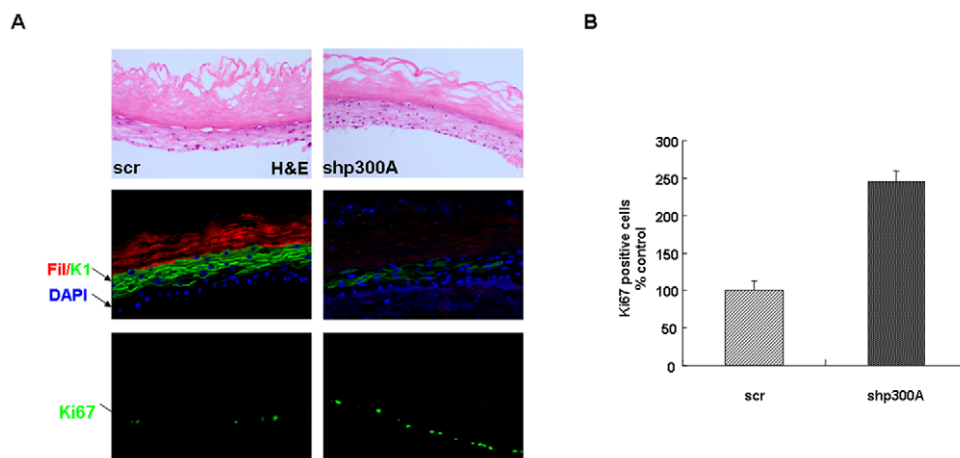 A
B
scr
H&E
shp300A
Fil/K1
DAPI
Ki67
Ki67 positive cells
% control
300
250
200
150
100
50
0
scr
shp300A